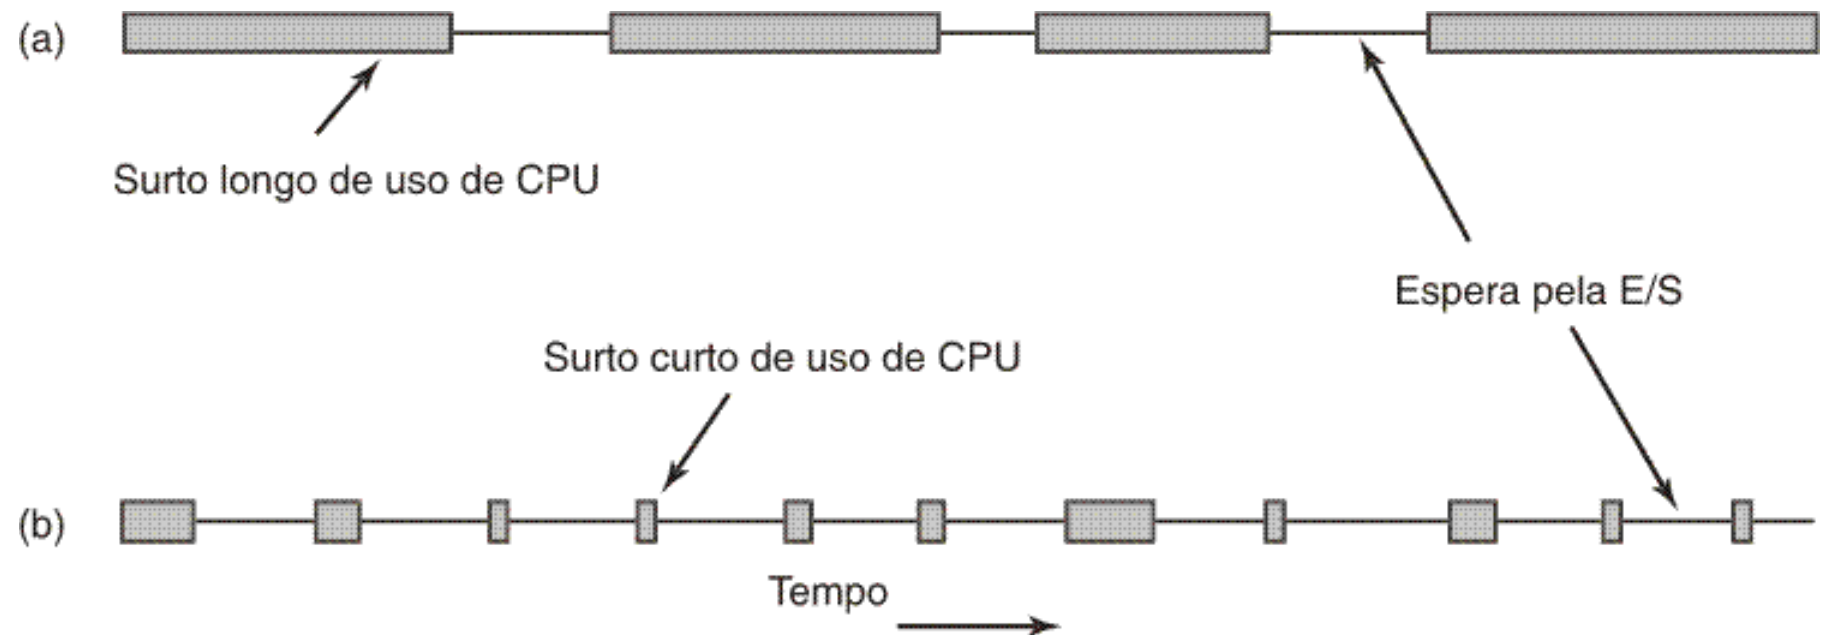 (a)
Surto longo de uso de CPU
Espera pela E/S
Surto curto de uso de CPU
(b)
Tempo